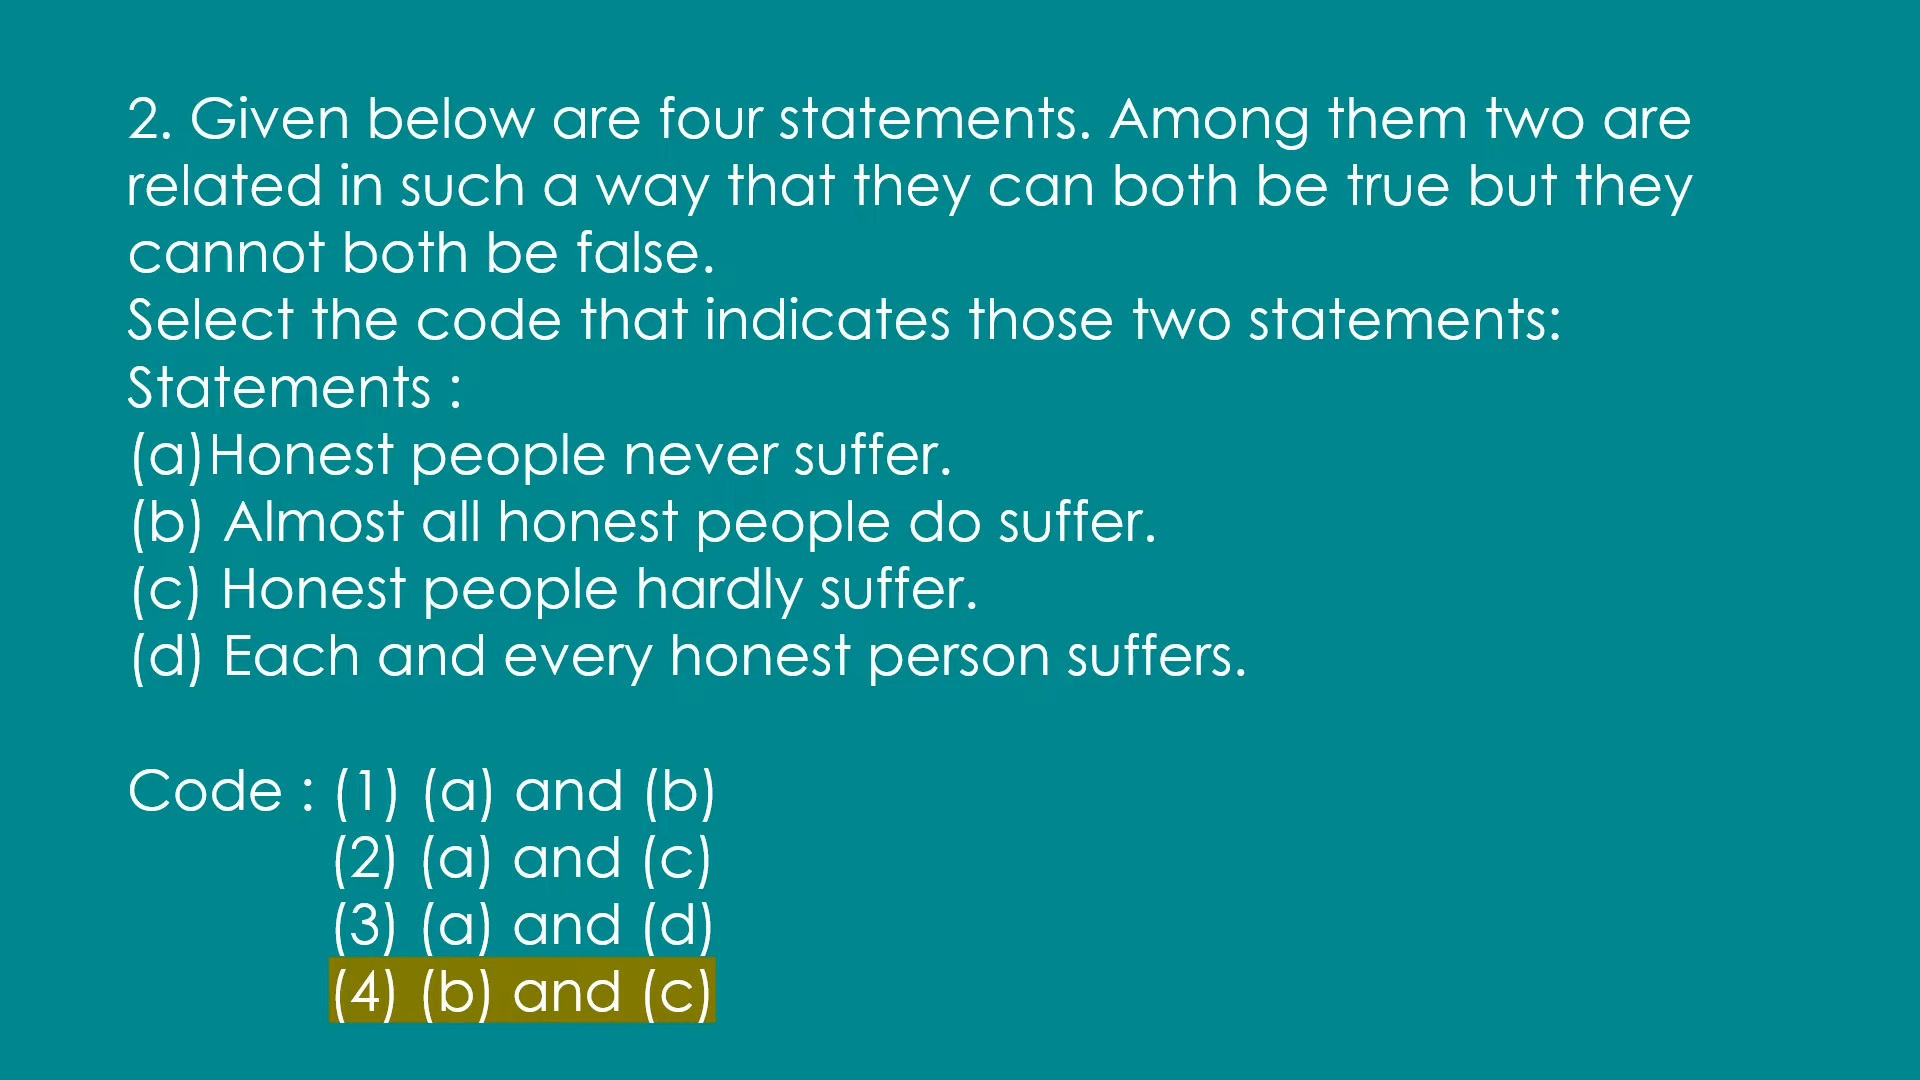 2. Given below are four statements. Among them two are
related in such a way that they can both be true but they
cannot both be false.
Select the code that indicates those two statements:
Statements :
(a)Honest people never suffer.
(b) Almost all honest people do suffer.
(c) Honest people hardly suffer.
(d) Each and every honest person suffers.
Code : (1) (a) and (b)
(2) (a) and (c)
(3) (a) and (d)
(4) (b) and (c)